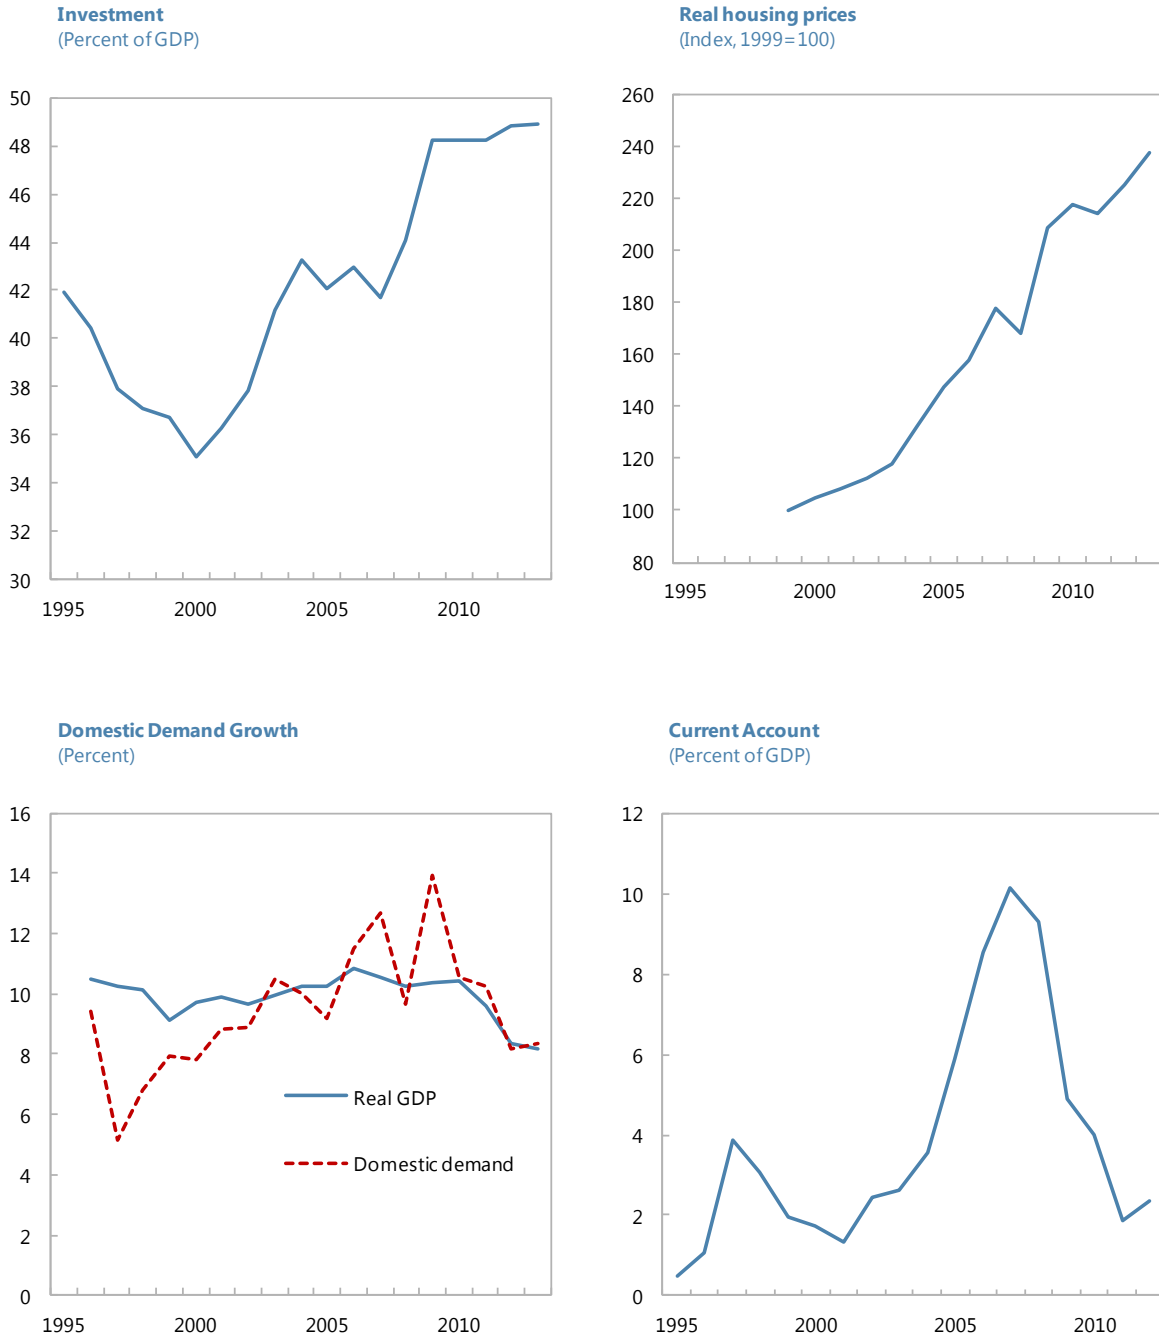 Investment
(Percent of GDP)
50
48
46
44
42
40
38
36
34
32
30
1995 2000 2005 2010
Real housing prices
(Index, 1999=100)
260
240
220
200
180
160
140
120
100
80
1995 2000 2005 2010
Domestic Demand Growth
(Percent)
16
14
12
10
8
6
4
2
0
Real GDP
Domestic demand
1995 2000 2005 2010
Current Account
(Percent of GDP)
12
10
8
6
4
2
0
1995 2000 2005 2010